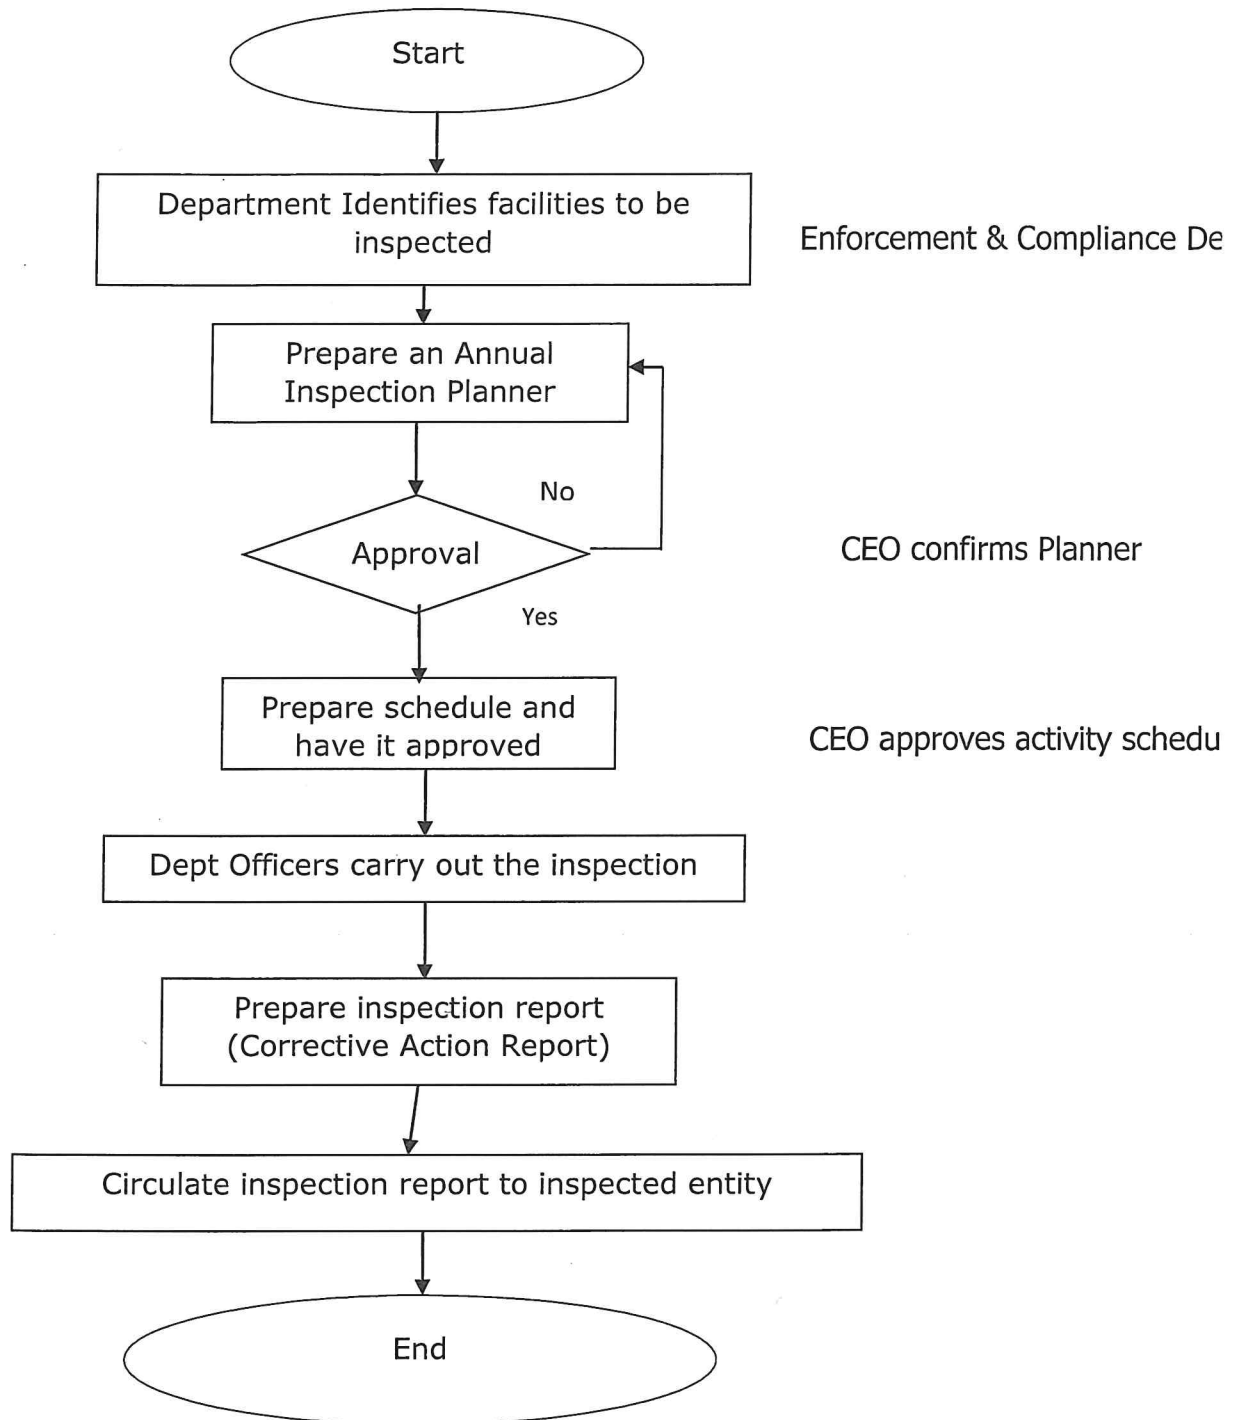 Start
Department Identifies facilities to be
inspected
Enforcement & Compliance De
Prepare an Annual
Inspection Planner
No
Approval
CEO confirms Planner
Yes
Prepare schedule and
have it approved
CEO approves activity schedu
Dept Officers carry out the inspection
Prepare inspection report
(Corrective Action Report)
Circulate inspection report to inspected entity
End